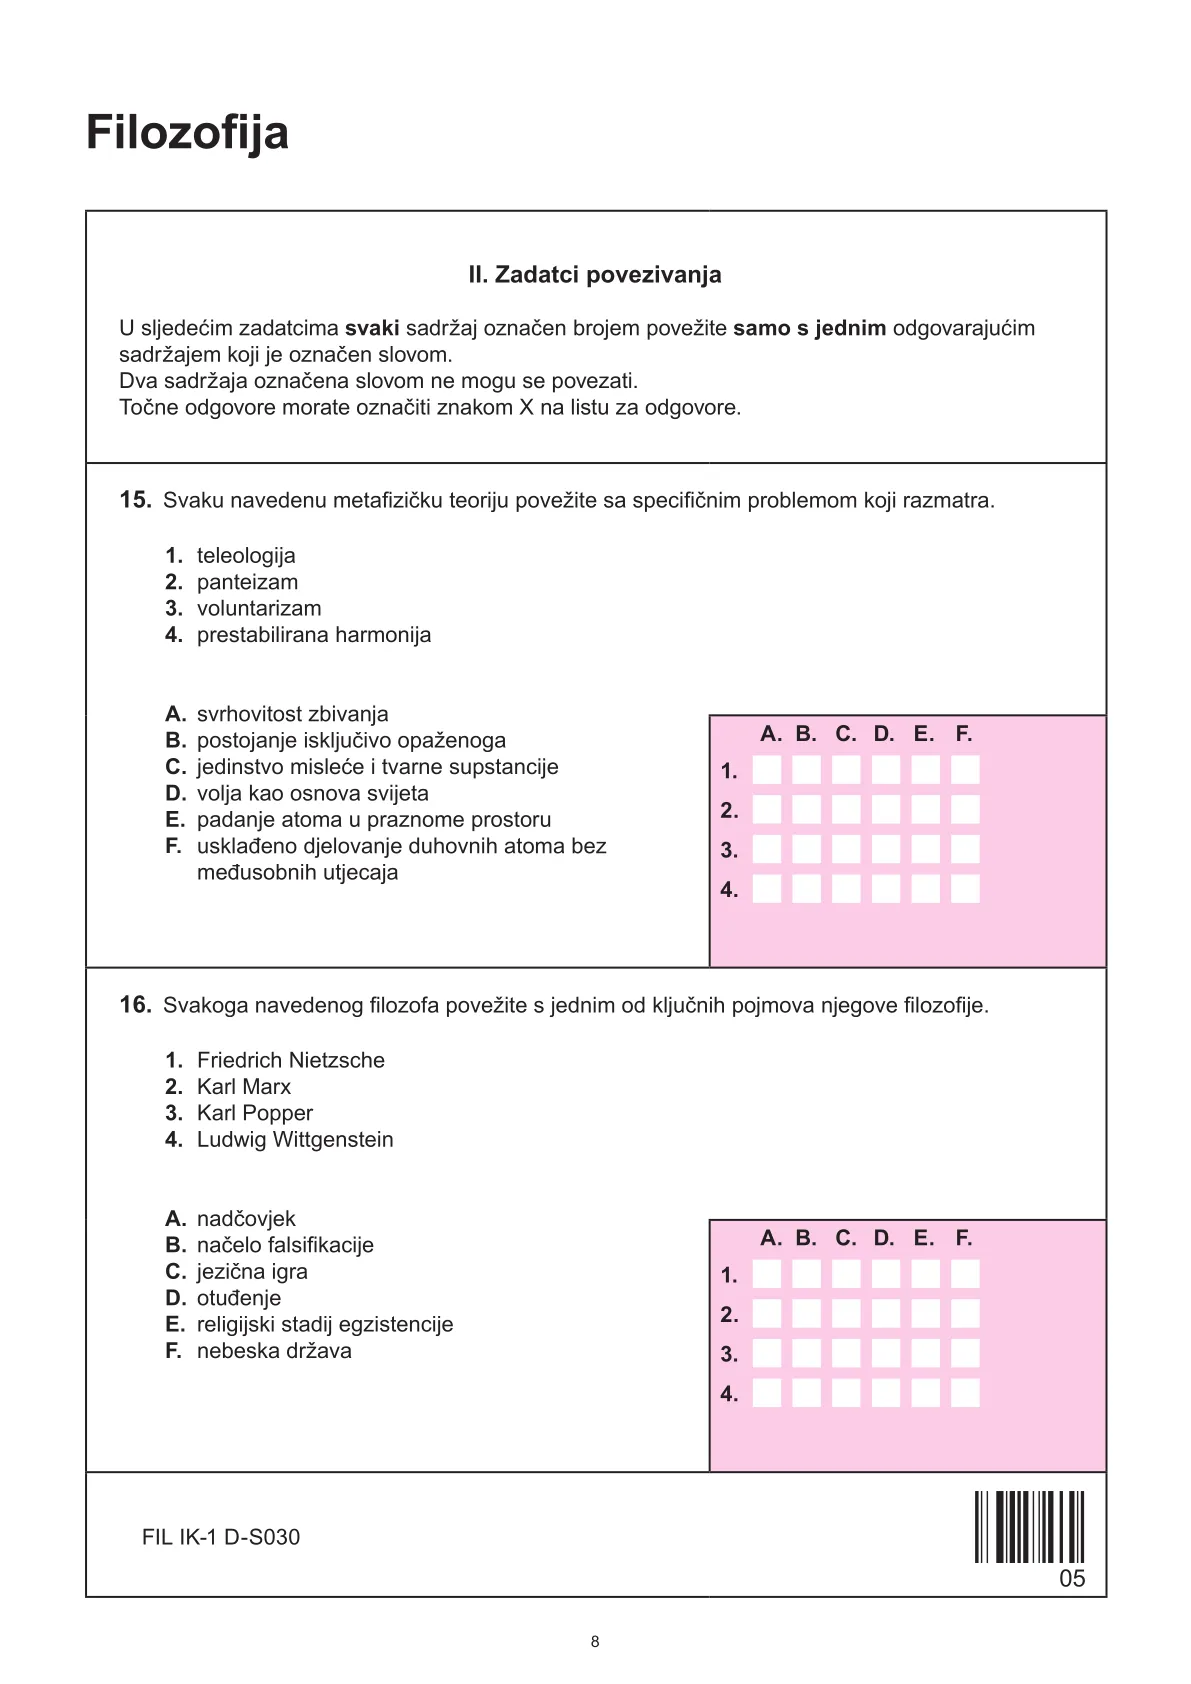 Filozofija
II. Zadatci povezivanja
U sljedećim zadatcima svaki sadržaj označen brojem povežite samo s jednim odgovarajućim
sadržajem koji je označen slovom.
Dva sadržaja označena slovom ne mogu se povezati.
Točne odgovore morate označiti znakom X na listu za odgovore.
15. Svaku navedenu metafizičku teoriju povežite sa specifičnim problemom koji razmatra.
1. teleologija
2. panteizam
3. voluntarizam
4. prestabilirana harmonija
A. svrhovitost zbivanja
B. postojanje isključivo opaženoga
C. jedinstvo misleće i tvarne supstancije
D. volja kao osnova svijeta
E. padanje atoma u praznome prostoru
F. usklađeno djelovanje duhovnih atoma bez
međusobnih utjecaja
A. B. C. D. E. F.
1.
2.
3.
4.
16. Svakoga navedenog filozofa povežite s jednim od ključnih pojmova njegove filozofije.
1. Friedrich Nietzsche
2. Karl Marx
3. Karl Popper
4. Ludwig Wittgenstein
A. nadčovjek
B. načelo falsifikacije
C. jezična igra
D. otuđenje
E. religijski stadij egzistencije
F. nebeska država
A. B. C. D. E. F.
1.
2.
3.
4.
FIL IK-1 D-S030
05
8